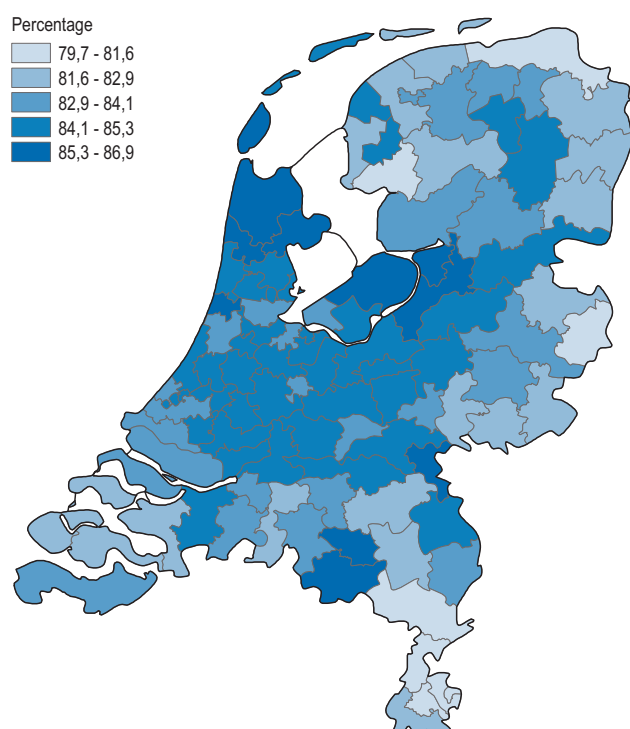 Percentage
79,7 - 81,6
81,6 - 82,9
82,9 - 84,1
84,1 - 85,3
85,3 - 86,9